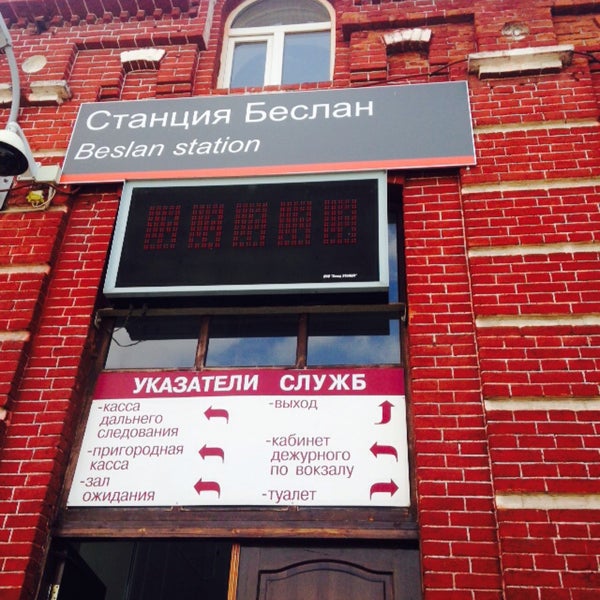 Станция Беслан
Beslan station
УКАЗАТЕЛИ СЛУЖБ
-касса
дальнего
следования
-пригородная
касса
-зал
ожидания
-выход
-кабинет
дежурного
по вокзалу
-туалет